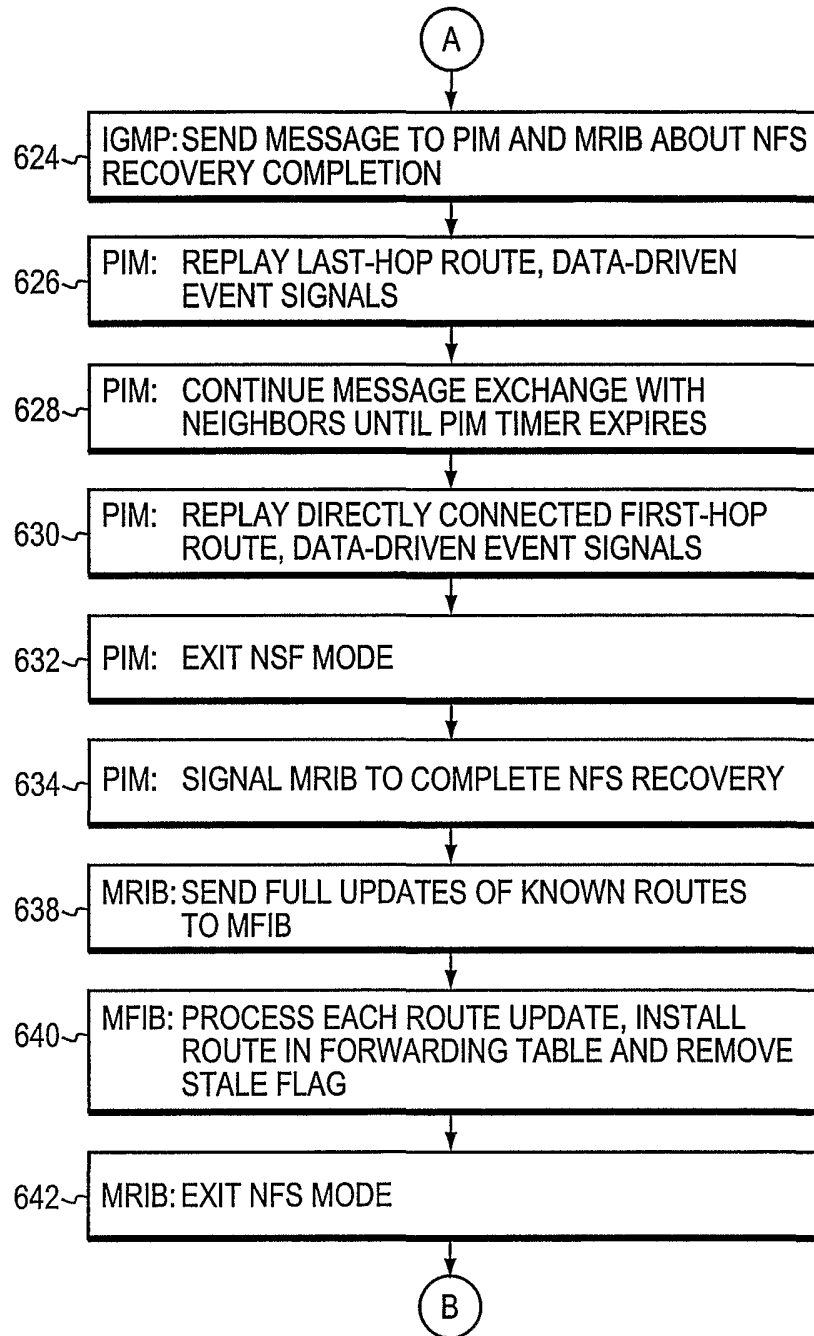 A
624
IGMP: SEND MESSAGE TO PIM AND MRIB ABOUT NFS
RECOVERY COMPLETION
626
PIM: REPLAY LAST-HOP ROUTE, DATA-DRIVEN
EVENT SIGNALS
628
PIM: CONTINUE MESSAGE EXCHANGE WITH
NEIGHBORS UNTIL PIM TIMER EXPIRES
630
PIM: REPLAY DIRECTLY CONNECTED FIRST-HOP
ROUTE, DATA-DRIVEN EVENT SIGNALS
632
PIM: EXIT NSF MODE
634
PIM: SIGNAL MRIB TO COMPLETE NFS RECOVERY
638
MRIB: SEND FULL UPDATES OF KNOWN ROUTES
TO MFIB
640
MFIB: PROCESS EACH ROUTE UPDATE, INSTALL
ROUTE IN FORWARDING TABLE AND REMOVE
STALE FLAG
642
MRIB: EXIT NFS MODE
B